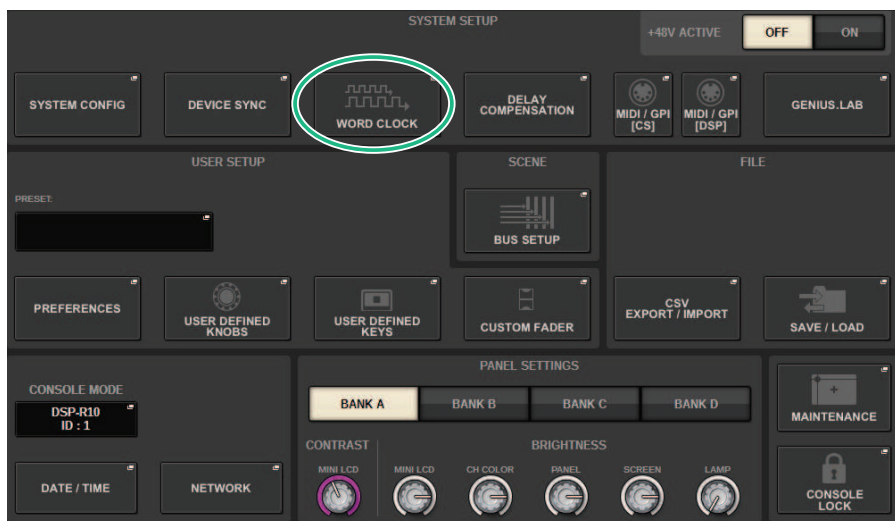 SYSTEM SETUP
+48V ACTIVE
OFF
ON
SYSTEM CONFIG
DEVICE SYNC
WORD CLOCK
DELAY
COMPENSATION
MIDI / GPI
[CS]
MIDI / GPI
[DSP]
GENIUS.LAB
USER SETUP
PRESET:
SCENE
BUS SETUP
FILE
PREFERENCES
USER DEFINED
KNOBS
USER DEFINED
KEYS
CUSTOM FADER
CSV
EXPORT / IMPORT
SAVE / LOAD
CONSOLE MODE
DSP-R10
ID : 1
DATE / TIME
NETWORK
PANEL SETTINGS
BANK A
BANK B
BANK C
BANK D
CONTRAST
BRIGHTNESS
MINI LCD
MINI LCD
CH COLOR
PANEL
SCREEN
LAMP
MAINTENANCE
CONSOLE
LOCK